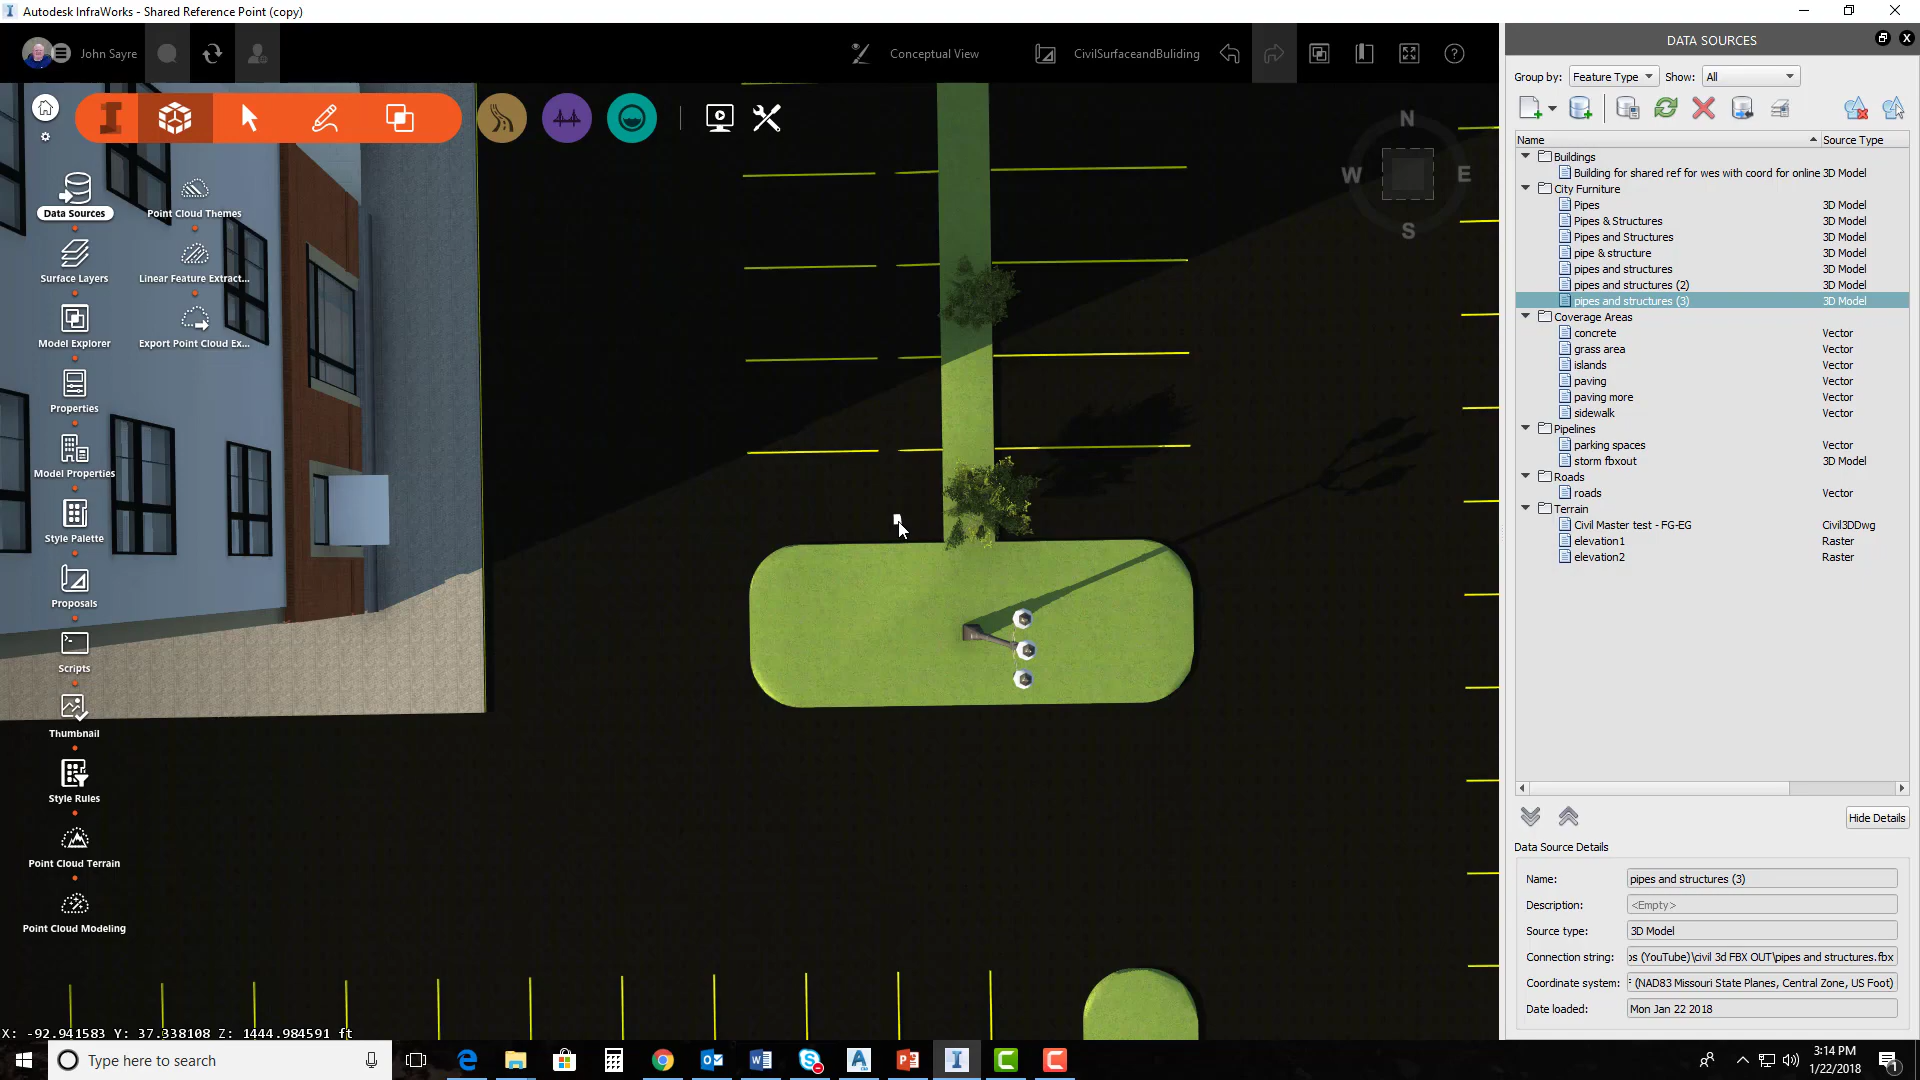 Autodesk InfraWorks - Shared Reference Point (copy)
John Sayre
Conceptual View
CivilSurfaceandBuliding
N
W
E
S
Data Sources
Point Cloud Themes
Surface Layers
Linear Feature Extract...
Model Explorer
Export Point Cloud Ex...
Properties
Model Properties
Style Palette
Proposals
Scripts
Thumbnail
Style Rules
Point Cloud Terrain
Point Cloud Modeling
X: -92.941583 Y: 37.338108 Z: 1444.984591 ft
DATA SOURCES
Group by: Feature Type Show: All
Name Source Type
Buildings
Building for shared ref for wes with coord for online 3D Model
City Furniture
Pipes 3D Model
Pipes & Structures 3D Model
Pipes and Structures 3D Model
pipe & structure 3D Model
pipes and structures 3D Model
pipes and structures (2) 3D Model
pipes and structures (3) 3D Model
Coverage Areas
concrete Vector
grass area Vector
islands Vector
paving Vector
paving more Vector
sidewalk Vector
Pipelines
parking spaces Vector
storm fbxout 3D Model
Roads
roads Vector
Terrain
Civil Master test - FG-EG Civil3DDwg
elevation1 Raster
elevation2 Raster
Hide Details
Data Source Details
Name: pipes and structures (3)
Description: <Empty>
Source type: 3D Model
Connection string: os (YouTube)\civil 3d FBX OUT\pipes and structures.fbx
Coordinate system: F (NAD83 Missouri State Planes, Central Zone, US Foot)
Date loaded: Mon Jan 22 2018
Type here to search
3:14 PM
1/22/2018
1